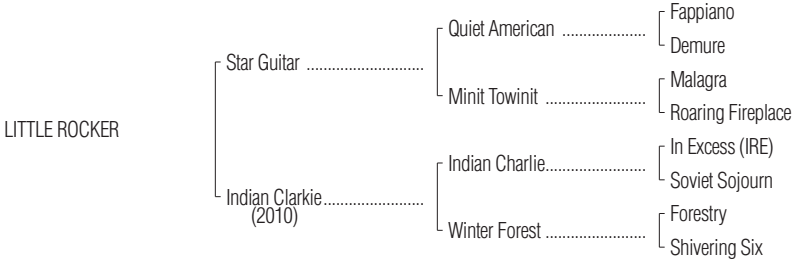 Fappiano
Quiet American ......................
Demure
Star Guitar ............................
Malagra
Minit Towinit .........................
Roaring Fireplace
LITTLE ROCKER
In Excess (IRE)
Indian Charlie.........................
Soviet Sojourn
Indian Clarkie.........................
(2010)
Forestry
Winter Forest .........................
Shivering Six